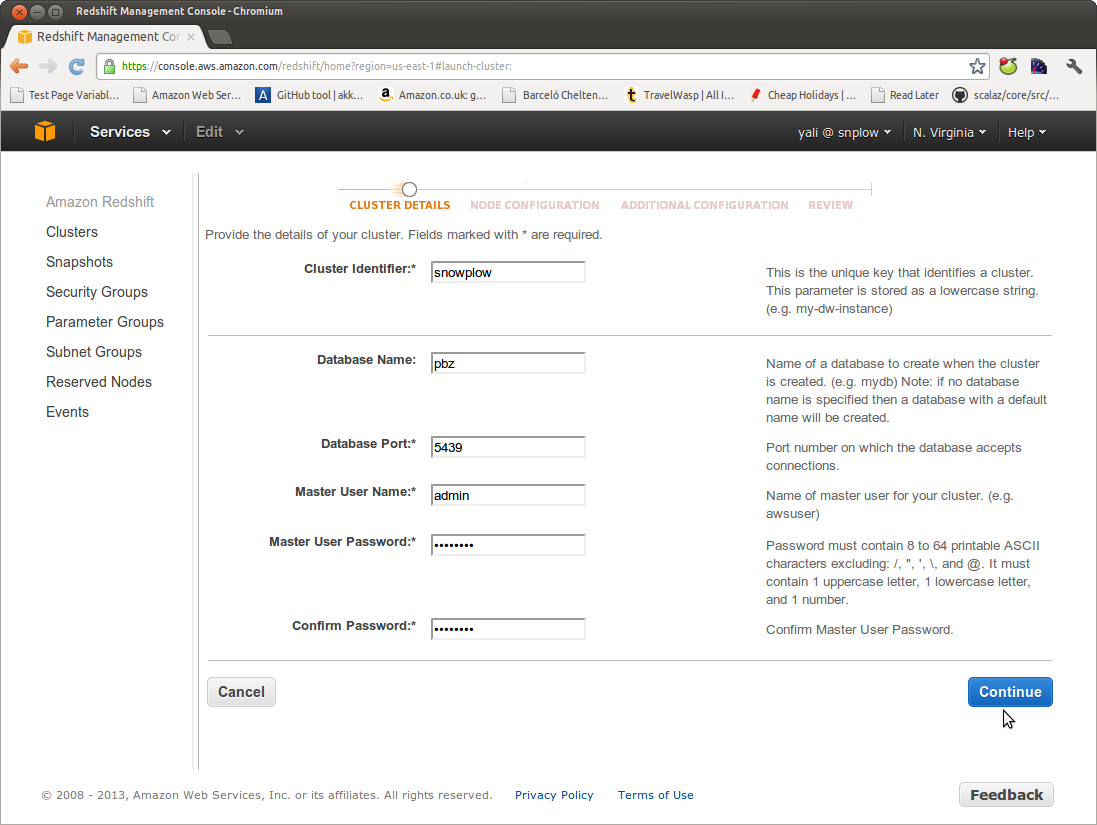 Redshift Management Console - Chromium
Redshift Management Con
https://console.aws.amazon.com/redshift/home?region=us-east-1#launch-cluster:
Test Page Variabl... Amazon Web Ser... GitHub tool | akk... Amazon.co.uk: g... Barceló Chelten... TravelWasp | All I... Cheap Holidays | ... Read Later scalaz/core/src/...
Services Edit yali @ snplow N. Virginia Help
Amazon Redshift
Clusters
Snapshots
Security Groups
Parameter Groups
Subnet Groups
Reserved Nodes
Events
CLUSTER DETAILS NODE CONFIGURATION ADDITIONAL CONFIGURATION REVIEW
Provide the details of your cluster. Fields marked with * are required.
Cluster Identifier:* snowplow
This is the unique key that identifies a cluster.
This parameter is stored as a lowercase string.
(e.g. my-dw-instance)
Database Name: pbz
Name of a database to create when the cluster
is created. (e.g. mydb) Note: if no database
name is specified then a database with a default
name will be created.
Database Port:* 5439
Port number on which the database accepts
connections.
Master User Name:* admin
Name of master user for your cluster. (e.g.
awsuser)
Master User Password:* ••••••••
Password must contain 8 to 64 printable ASCII
characters excluding: /, ", ', \, and @. It must
contain 1 uppercase letter, 1 lowercase letter,
and 1 number.
Confirm Password:* ••••••••
Confirm Master User Password.
Cancel Continue
© 2008 - 2013, Amazon Web Services, Inc. or its affiliates. All rights reserved. Privacy Policy Terms of Use Feedback